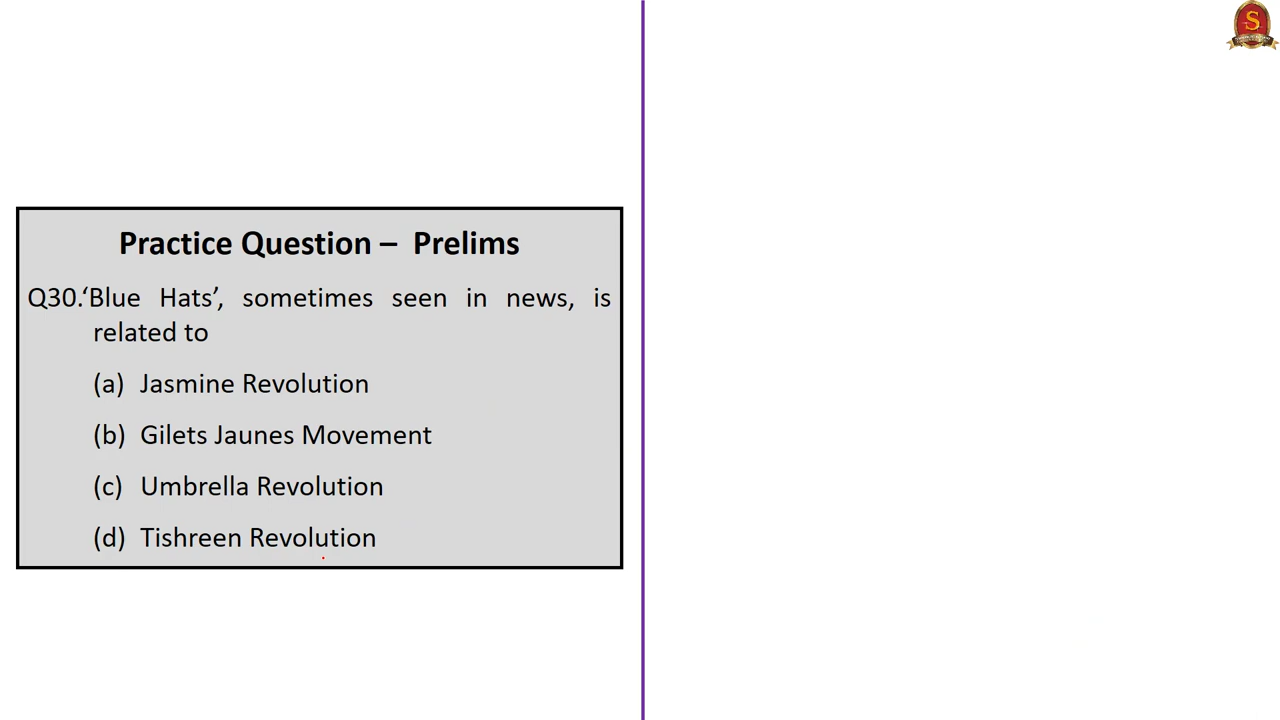 Practice Question – Prelims
Q30.‘Blue Hats’, sometimes seen in news, is
related to
(a) Jasmine Revolution
(b) Gilets Jaunes Movement
(c) Umbrella Revolution
(d) Tishreen Revolution
S